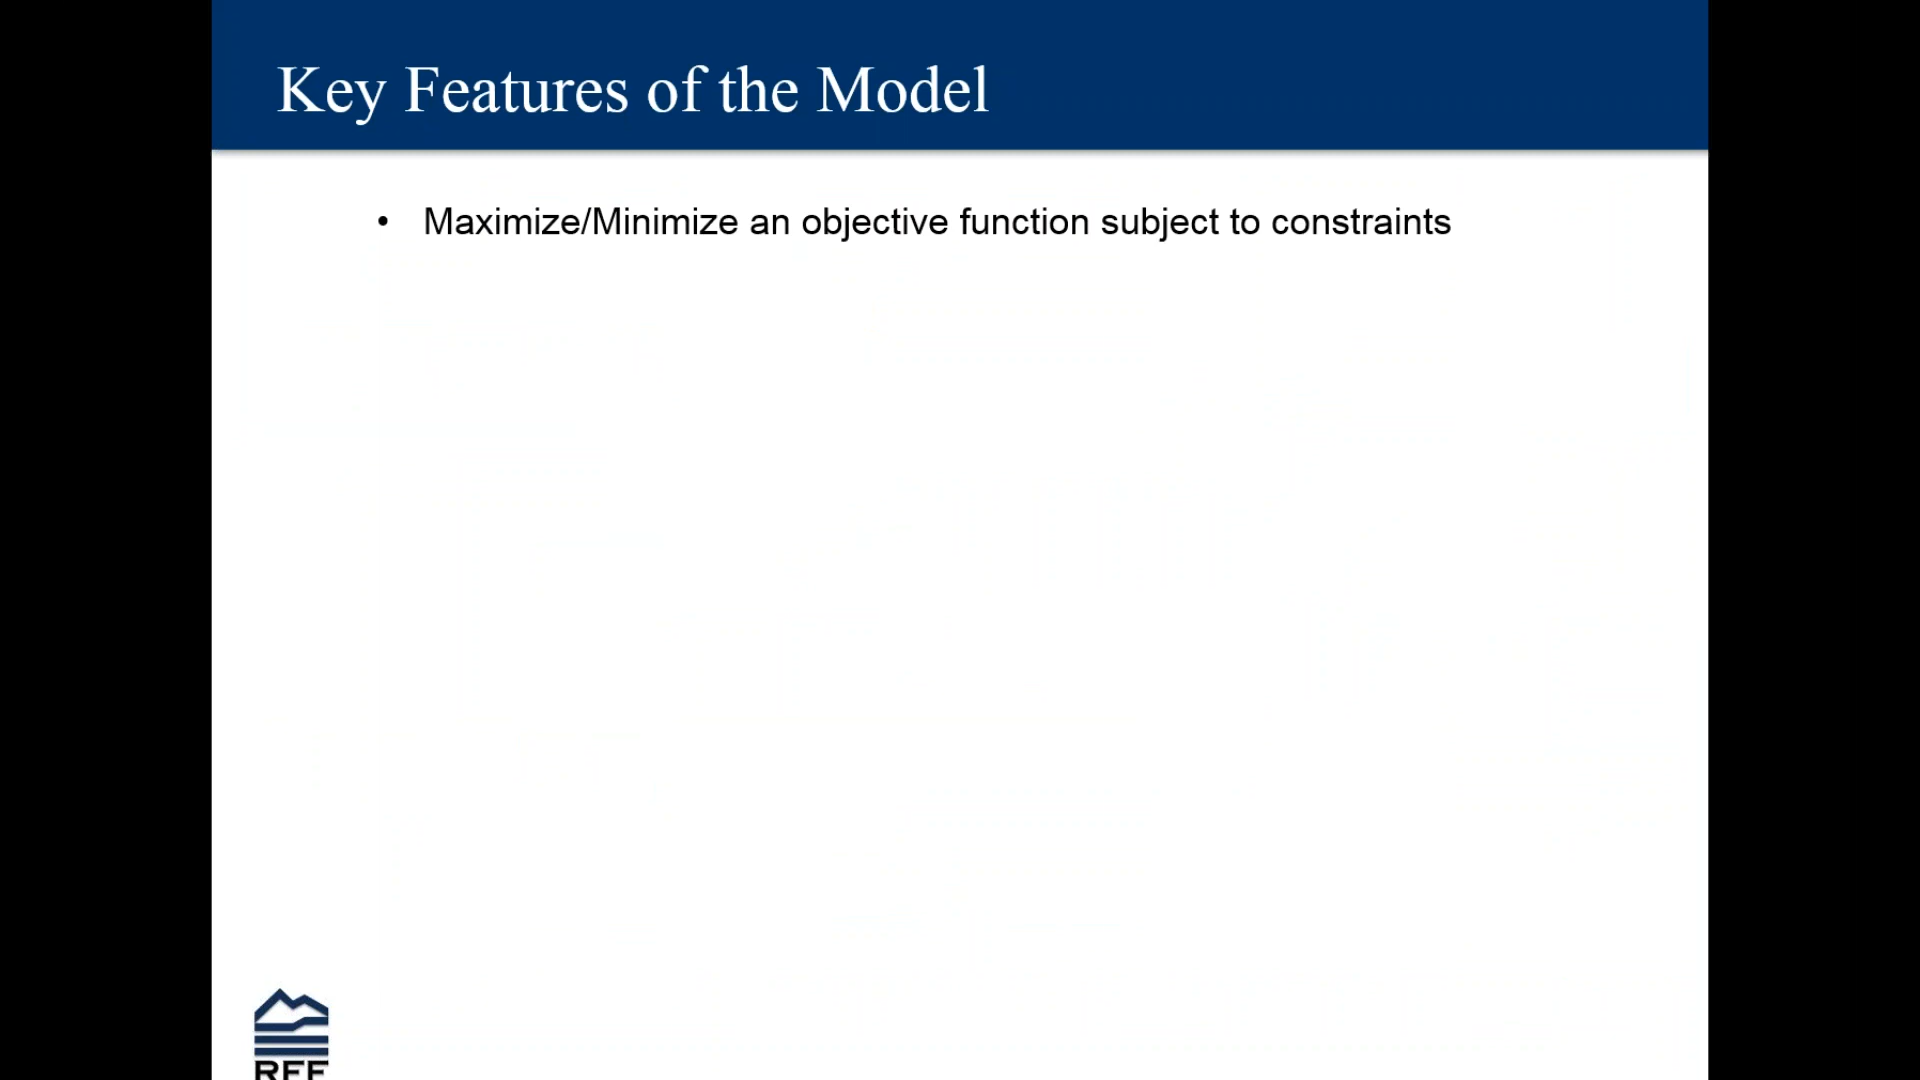 Key Features of the Model
• Maximize/Minimize an objective function subject to constraints
RFF